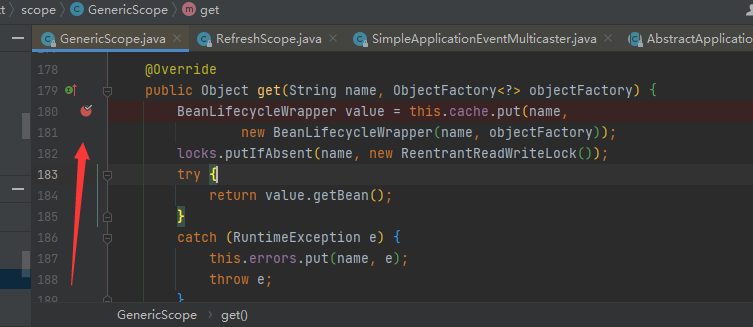 scope > GenericScope > get
GenericScope.java × RefreshScope.java × SimpleApplicationEventMulticaster.java × AbstractApplication
178 @Override
179 public Object get(String name, ObjectFactory<?> objectFactory) {
180 BeanLifecycleWrapper value = this.cache.put(name,
181 new BeanLifecycleWrapper(name, objectFactory));
182 locks.putIfAbsent(name, new ReentrantReadWriteLock());
183 try {
184 return value.getBean();
185 }
186 catch (RuntimeException e) {
187 this.errors.put(name, e);
188 throw e;
189 }
GenericScope > get()